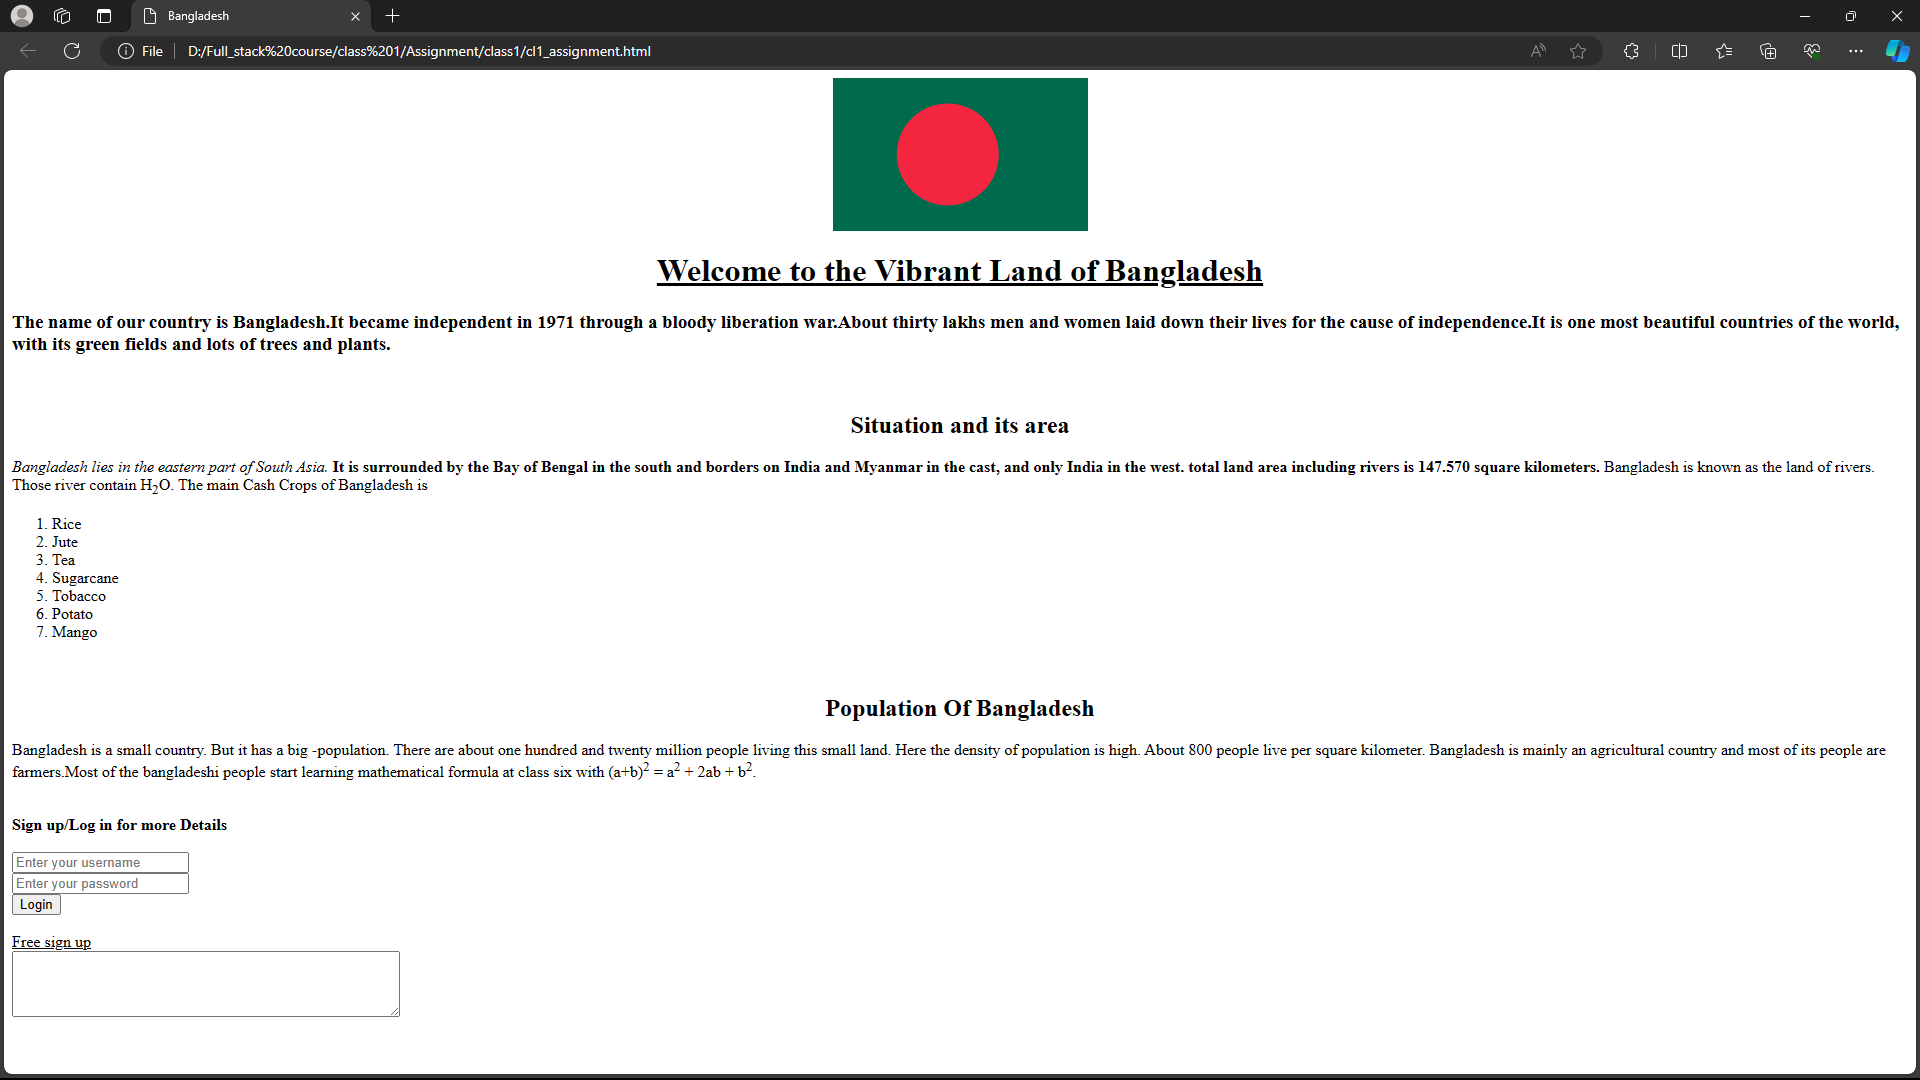 Bangladesh
File D:/Full_stack%20course/class%201/Assignment/class1/cl1_assignment.html
Welcome to the Vibrant Land of Bangladesh
The name of our country is Bangladesh.It became independent in 1971 through a bloody liberation war.About thirty lakhs men and women laid down their lives for the cause of independence.It is one most beautiful countries of the world,
with its green fields and lots of trees and plants.
Situation and its area
Bangladesh lies in the eastern part of South Asia. It is surrounded by the Bay of Bengal in the south and borders on India and Myanmar in the cast, and only India in the west. total land area including rivers is 147.570 square kilometers. Bangladesh is known as the land of rivers.
Those river contain H₂O. The main Cash Crops of Bangladesh is
1. Rice
2. Jute
3. Tea
4. Sugarcane
5. Tobacco
6. Potato
7. Mango
Population Of Bangladesh
Bangladesh is a small country. But it has a big -population. There are about one hundred and twenty million people living this small land. Here the density of population is high. About 800 people live per square kilometer. Bangladesh is mainly an agricultural country and most of its people are
farmers.Most of the bangladeshi people start learning mathematical formula at class six with (a+b)² = a² + 2ab + b².
Sign up/Log in for more Details
Enter your username
Enter your password
Login
Free sign up